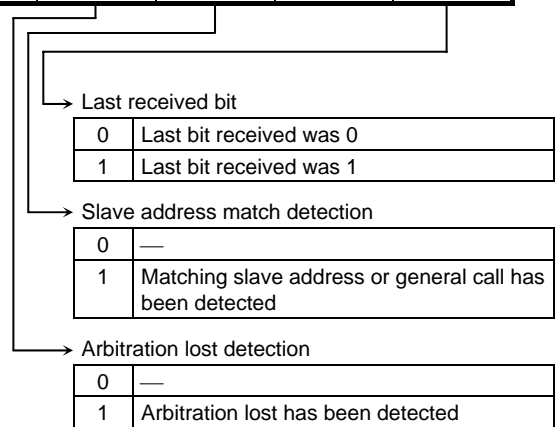 Last received bit
0 Last bit received was 0
1 Last bit received was 1
Slave address match detection
0 —
1 Matching slave address or general call has
been detected
Arbitration lost detection
0 —
1 Arbitration lost has been detected